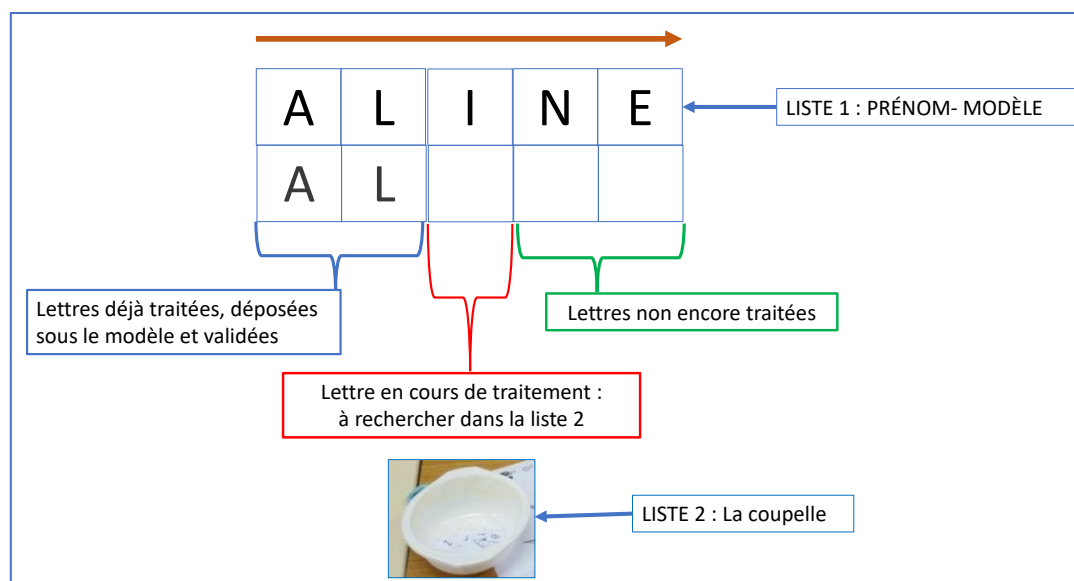 A L I N E
LISTE 1 : PRÉNOM- MODÈLE
A L
Lettres déjà traitées, déposées
sous le modèle et validées
Lettres non encore traitées
Lettre en cours de traitement :
à rechercher dans la liste 2
LISTE 2 : La coupelle